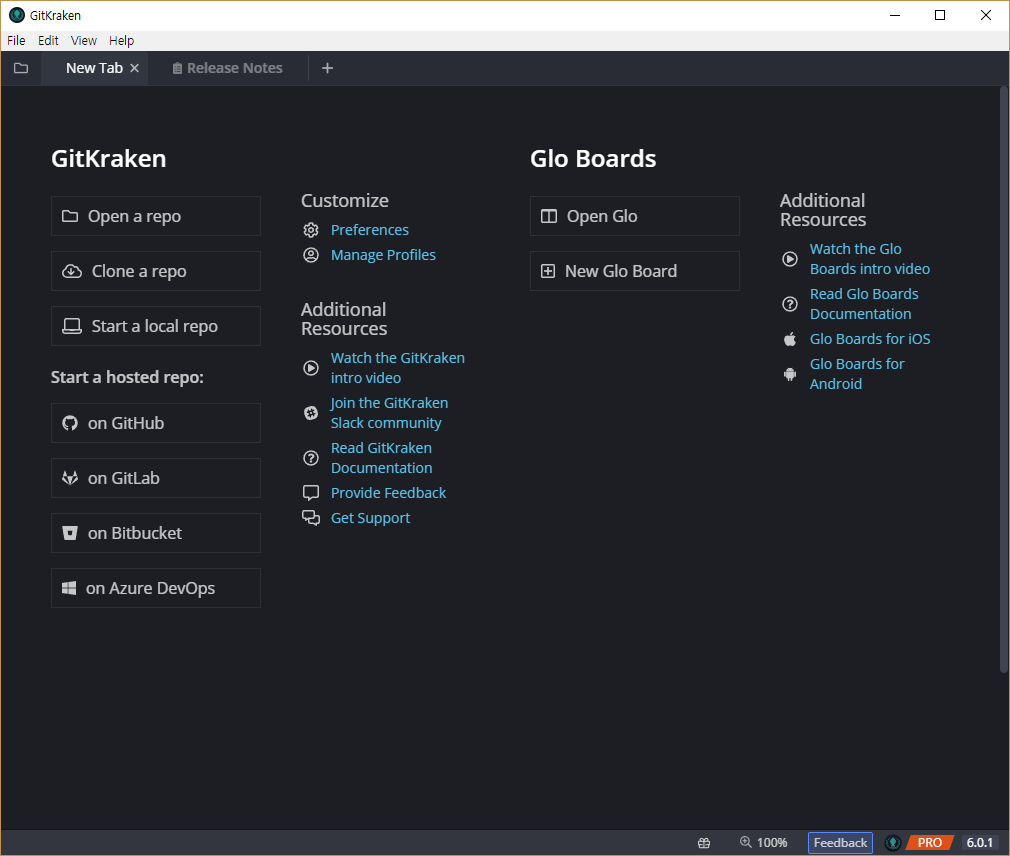 GitKraken
File Edit View Help
New Tab
Release Notes
GitKraken
Open a repo
Clone a repo
Start a local repo
Start a hosted repo:
on GitHub
on GitLab
on Bitbucket
on Azure DevOps
Customize
Preferences
Manage Profiles
Additional
Resources
Watch the GitKraken
intro video
Join the GitKraken
Slack community
Read GitKraken
Documentation
Provide Feedback
Get Support
Glo Boards
Open Glo
New Glo Board
Additional
Resources
Watch the Glo
Boards intro video
Read Glo Boards
Documentation
Glo Boards for iOS
Glo Boards for
Android
100%
Feedback
PRO
6.0.1